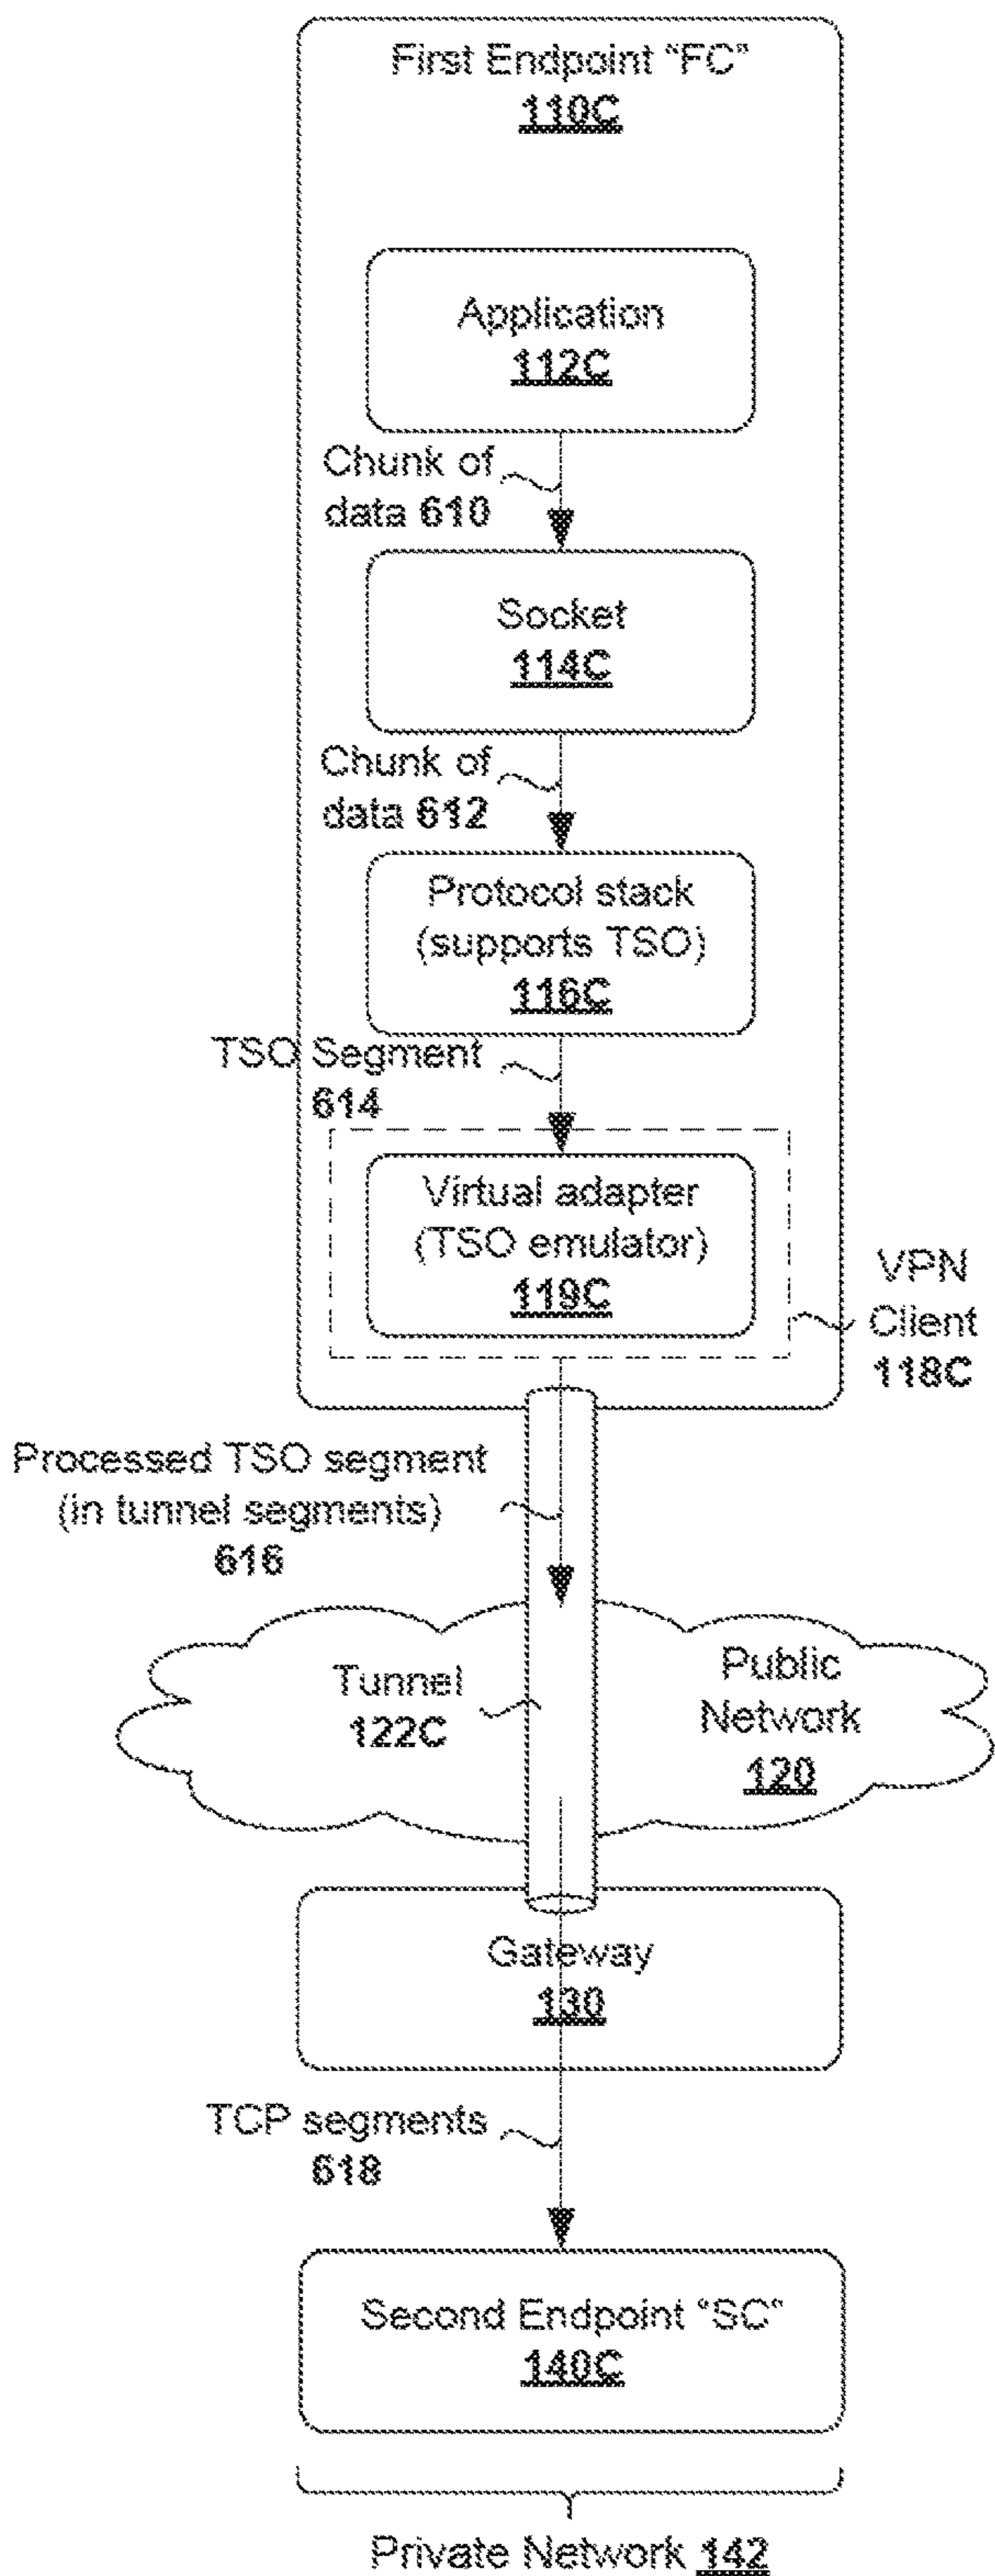 First Endpoint “FC”
110C
Application
112C
Chunk of
data 610
Socket
114C
Chunk of
data 612
Protocol stack
(supports TSO)
116C
TSO Segment
614
Virtual adapter
(TSO emulator)
119C
VPN
Client
118C
Processed TSO segment
(in tunnel segments)
616
Tunnel
122C
Public
Network
120
Gateway
130
TCP segments
618
Second Endpoint “SC”
140C
Private Network 142